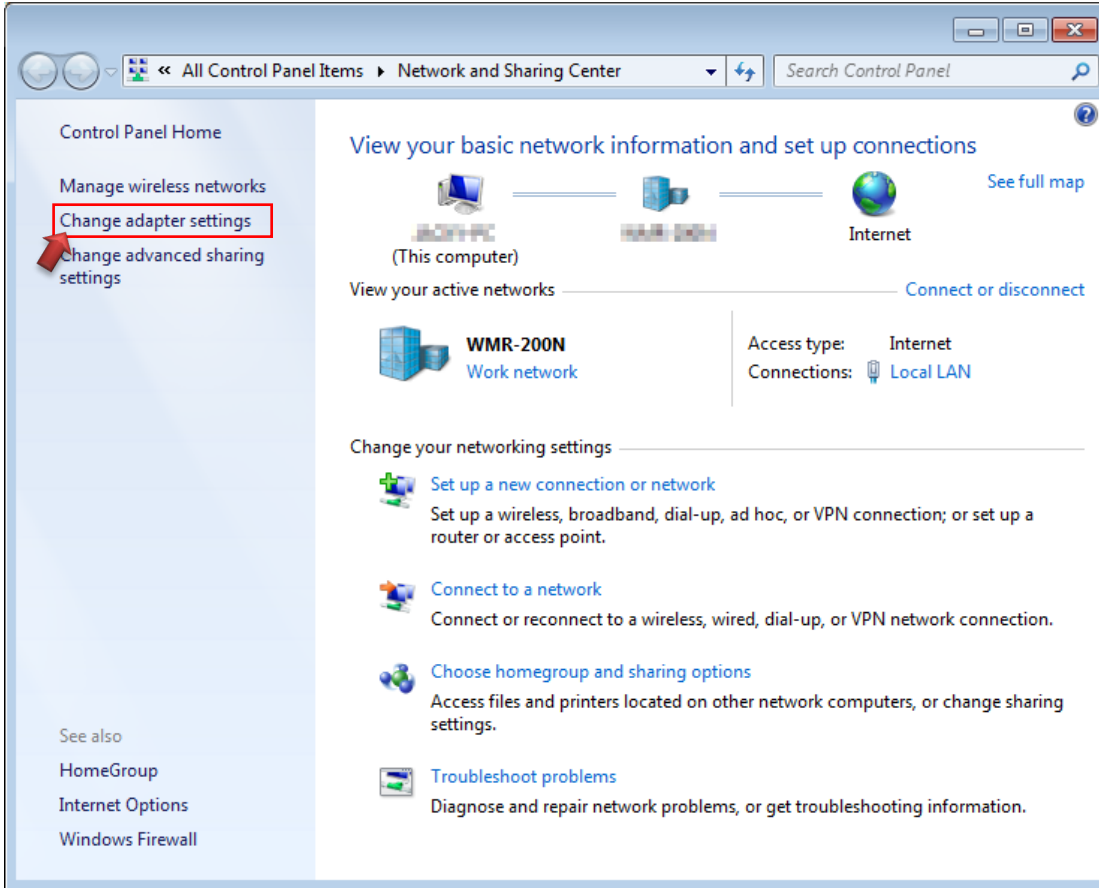 « All Control Panel Items ▸ Network and Sharing Center
Search Control Panel
Control Panel Home
Manage wireless networks
Change adapter settings
Change advanced sharing
settings
See also
HomeGroup
Internet Options
Windows Firewall
View your basic network information and set up connections
See full map
(This computer)
Internet
View your active networks
Connect or disconnect
WMR-200N
Work network
Access type: Internet
Connections: Local LAN
Change your networking settings
Set up a new connection or network
Set up a wireless, broadband, dial-up, ad hoc, or VPN connection; or set up a
router or access point.
Connect to a network
Connect or reconnect to a wireless, wired, dial-up, or VPN network connection.
Choose homegroup and sharing options
Access files and printers located on other network computers, or change sharing
settings.
Troubleshoot problems
Diagnose and repair network problems, or get troubleshooting information.